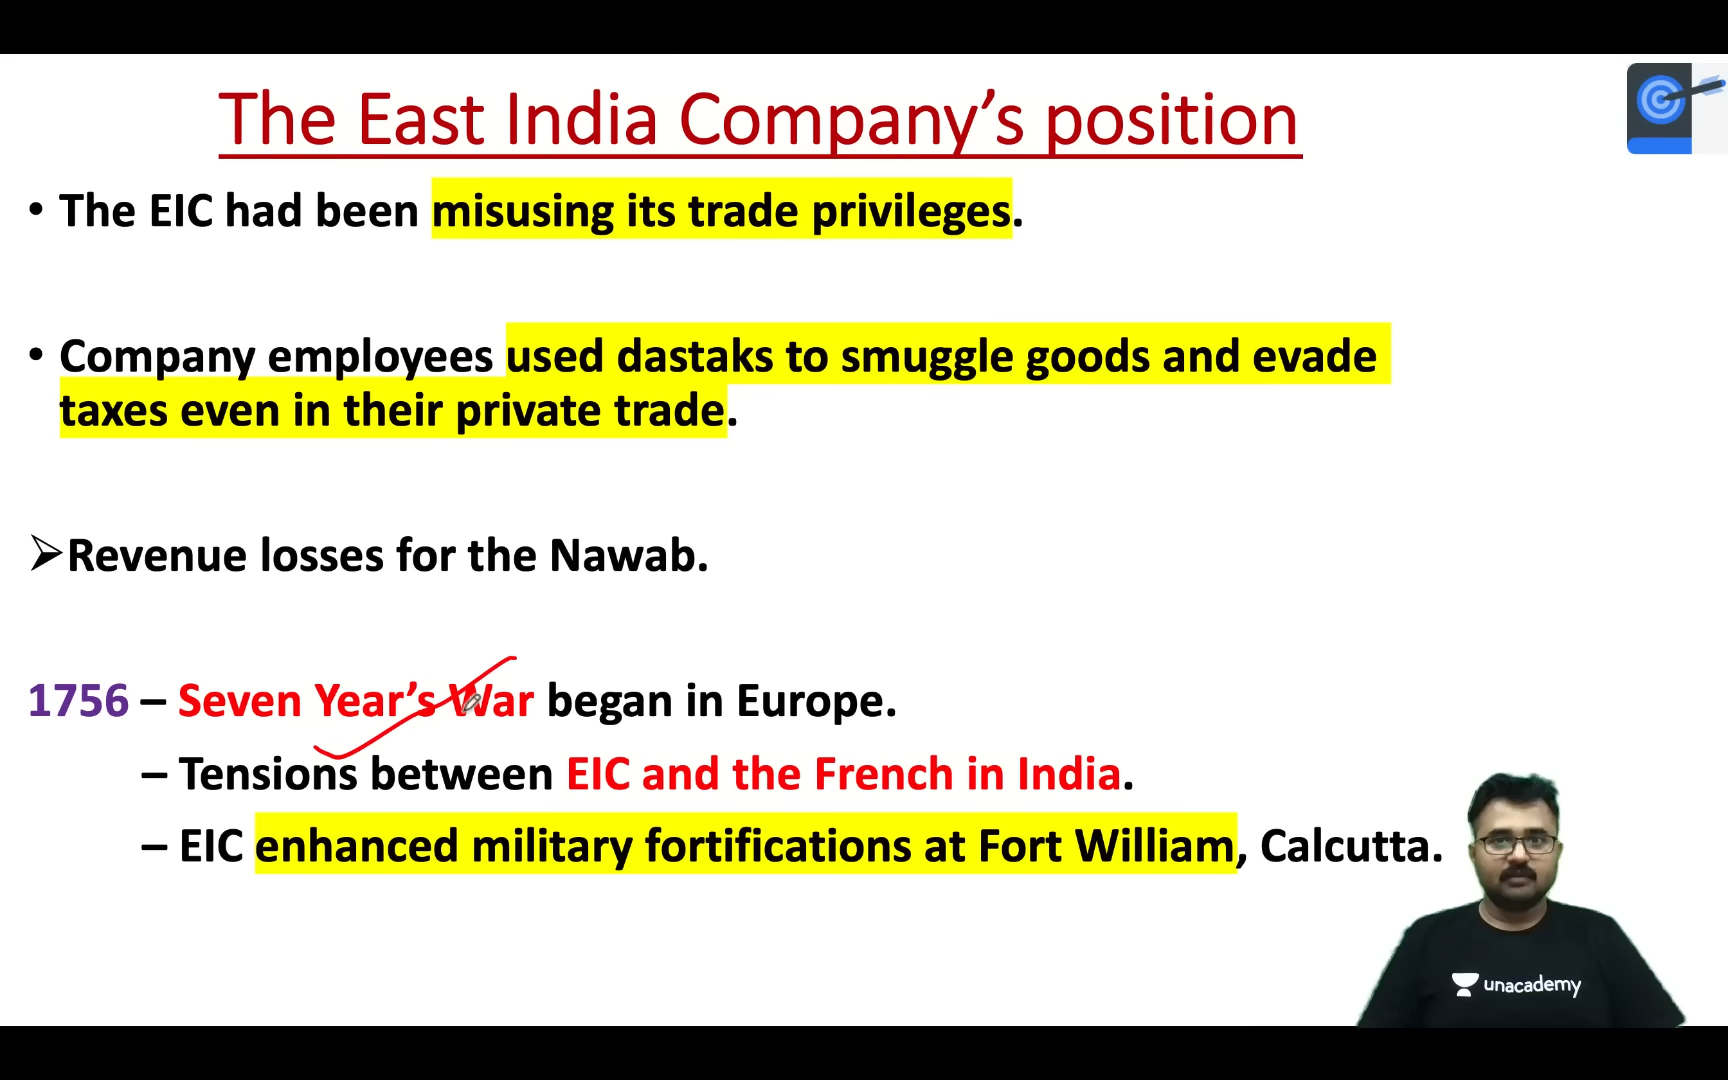 The East India Company’s position
• The EIC had been misusing its trade privileges.
• Company employees used dastaks to smuggle goods and evade
taxes even in their private trade.
➢Revenue losses for the Nawab.
1756 – Seven Year’s War began in Europe.
– Tensions between EIC and the French in India.
– EIC enhanced military fortifications at Fort William, Calcutta.
unacademy